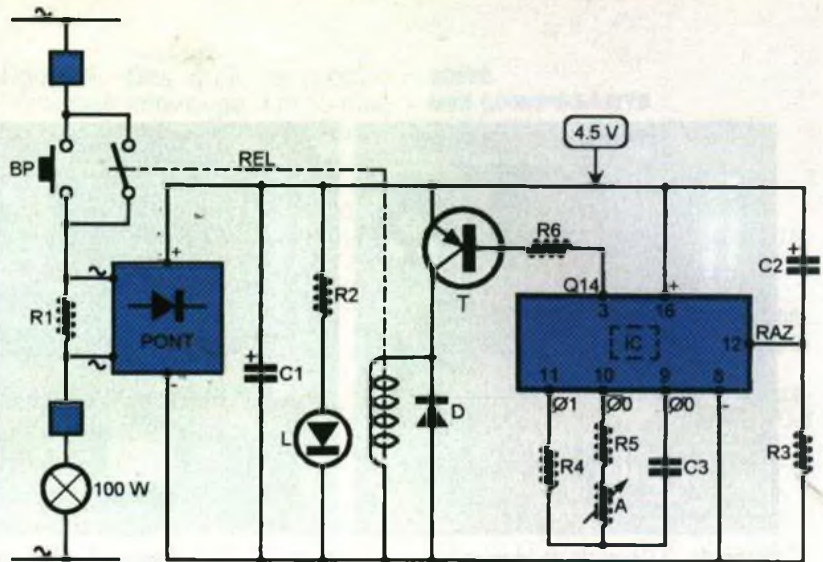 ~
4.5 V
BP
REL
+
R6
C2
+
~
R2
T
Q14
+
3
16
R1
PONT
IC
12
RAZ
+
C1
~
-
11
10
9
8
Ø1
Ø0
Ø0
-
L
D
R4
R5
C3
R3
A
100 W
~